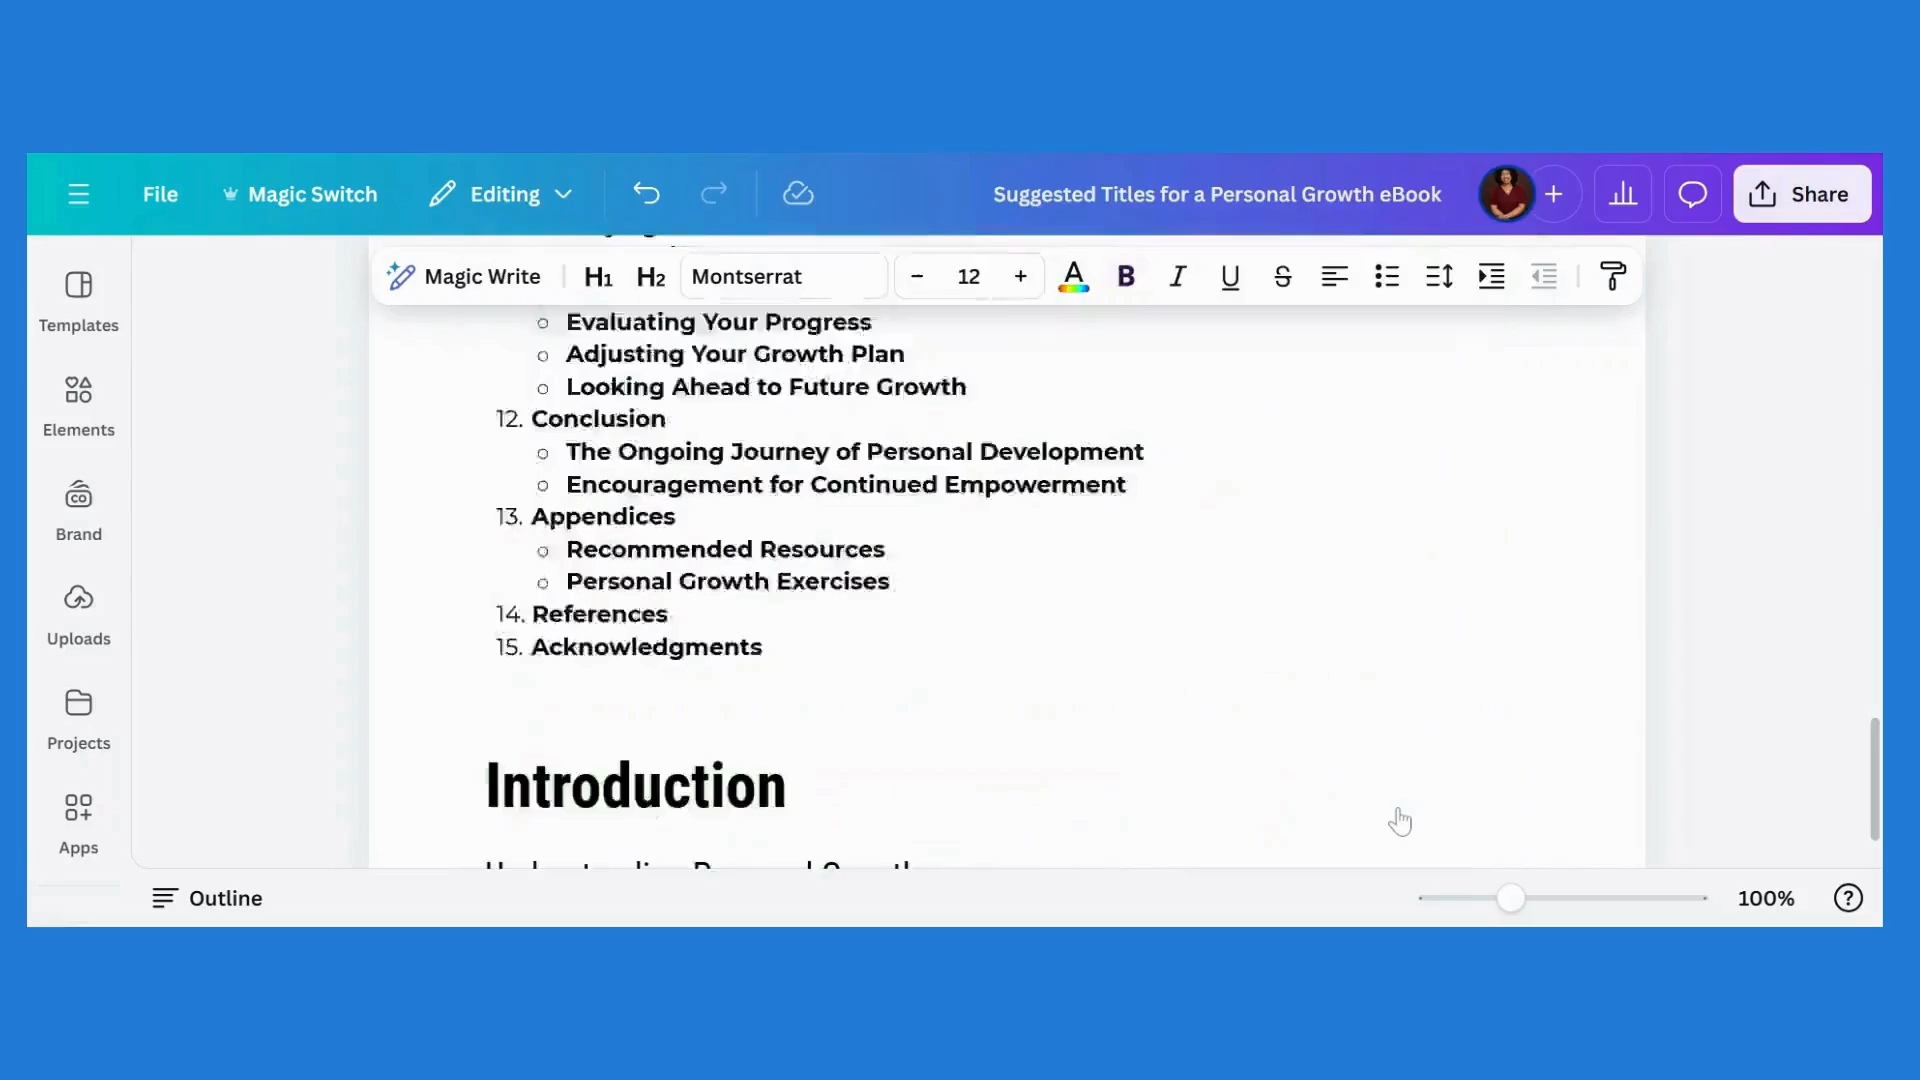 File
Magic Switch
Editing
Suggested Titles for a Personal Growth eBook
Share
Magic Write
H1 H2 Montserrat - 12 + A B I U S
Templates
Elements
Brand
Uploads
Projects
Apps
Evaluating Your Progress
Adjusting Your Growth Plan
Looking Ahead to Future Growth
12. Conclusion
The Ongoing Journey of Personal Development
Encouragement for Continued Empowerment
13. Appendices
Recommended Resources
Personal Growth Exercises
14. References
15. Acknowledgments
Introduction
Outline
100%
?